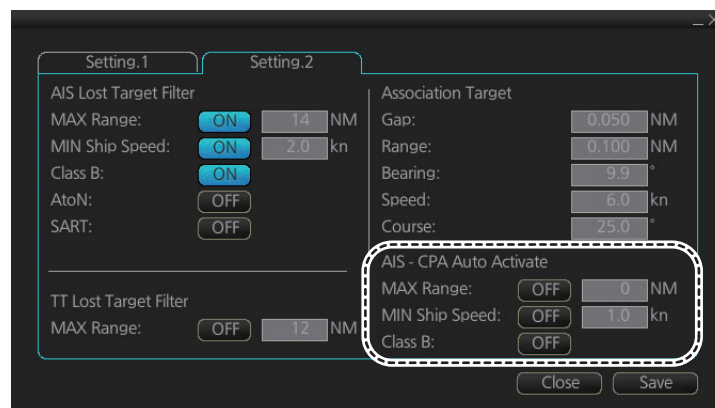 Setting.1 Setting.2
AIS Lost Target Filter
MAX Range: ON 14 NM
MIN Ship Speed: ON 2.0 kn
Class B: ON
AtoN: OFF
SART: OFF
TT Lost Target Filter
MAX Range: OFF 12 NM
Association Target
Gap: 0.050 NM
Range: 0.100 NM
Bearing: 9.9 °
Speed: 6.0 kn
Course: 25.0 °
AIS - CPA Auto Activate
MAX Range: OFF 0 NM
MIN Ship Speed: OFF 1.0 kn
Class B: OFF
Close Save